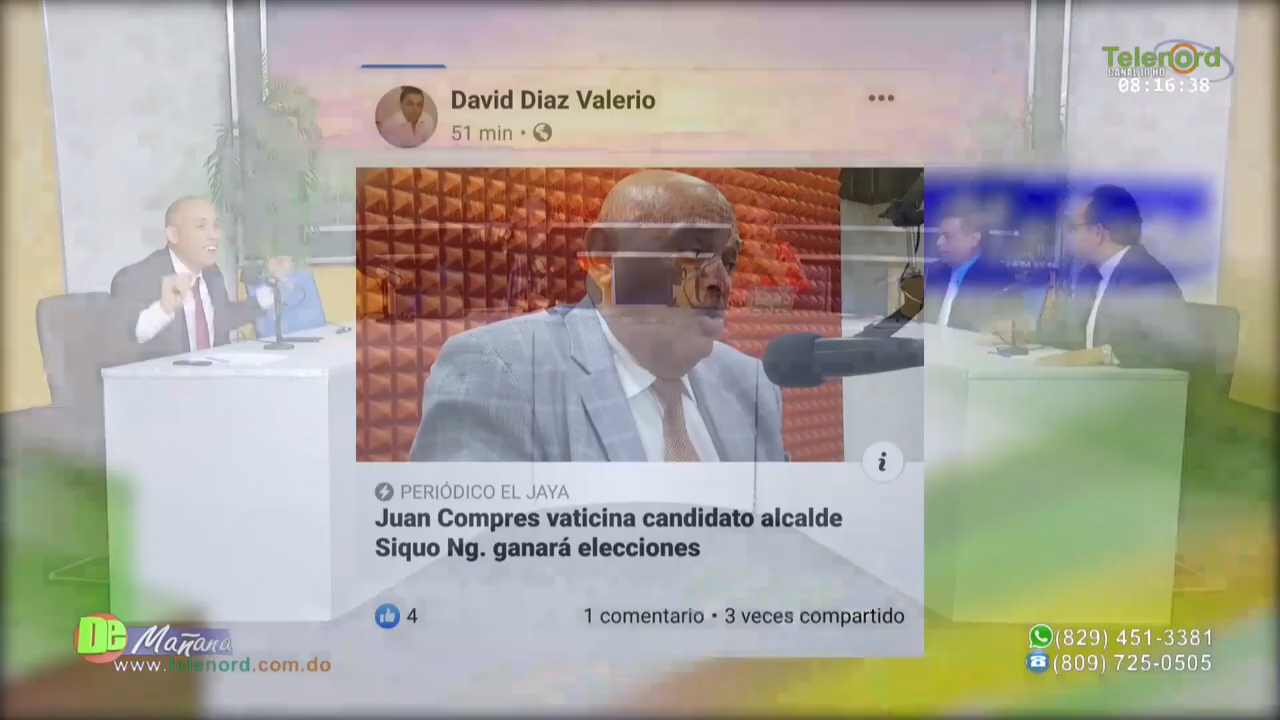 Telenord
CANAL 10 HD
08:16:38
David Diaz Valerio
51 min
PERIÓDICO EL JAYA
Juan Compres vaticina candidato alcalde
Siquo Ng. ganará elecciones
4
1 comentario • 3 veces compartido
De Mañana
www.telenord.com.do
(829) 451-3381
(809) 725-0505